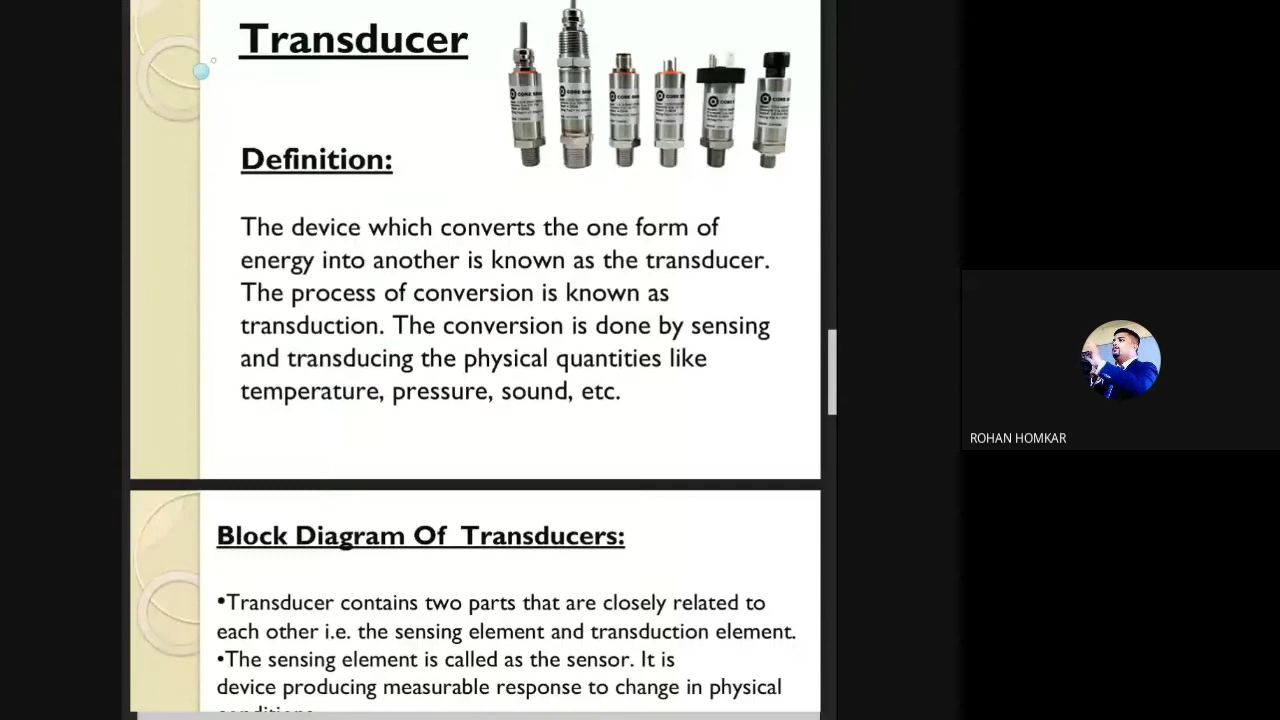 Transducer
Definition:
The device which converts the one form of
energy into another is known as the transducer.
The process of conversion is known as
transduction. The conversion is done by sensing
and transducing the physical quantities like
temperature, pressure, sound, etc.
Block Diagram Of  Transducers:
•Transducer contains two parts that are closely related to
each other i.e. the sensing element and transduction element.
•The sensing element is called as the sensor. It is
device producing measurable response to change in physical
ROHAN HOMKAR